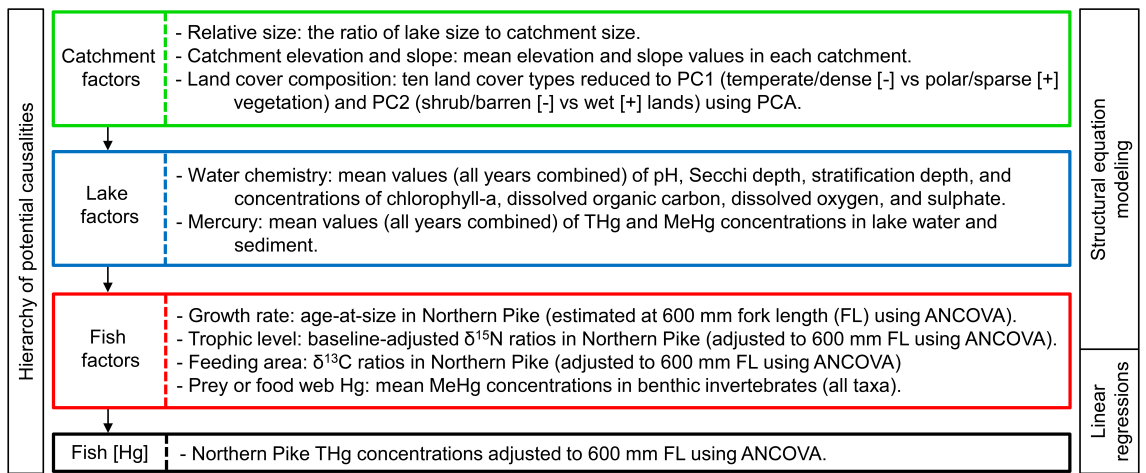 Hierarchy of potential causalities
Catchment
factors
- Relative size: the ratio of lake size to catchment size.
- Catchment elevation and slope: mean elevation and slope values in each catchment.
- Land cover composition: ten land cover types reduced to PC1 (temperate/dense [-] vs polar/sparse [+]
vegetation) and PC2 (shrub/barren [-] vs wet [+] lands) using PCA.
Lake
factors
- Water chemistry: mean values (all years combined) of pH, Secchi depth, stratification depth, and
concentrations of chlorophyll-a, dissolved organic carbon, dissolved oxygen, and sulphate.
- Mercury: mean values (all years combined) of THg and MeHg concentrations in lake water and
sediment.
Fish
factors
- Growth rate: age-at-size in Northern Pike (estimated at 600 mm fork length (FL) using ANCOVA).
- Trophic level: baseline-adjusted δ¹⁵N ratios in Northern Pike (adjusted to 600 mm FL using ANCOVA).
- Feeding area: δ¹³C ratios in Northern Pike (adjusted to 600 mm FL using ANCOVA)
- Prey or food web Hg: mean MeHg concentrations in benthic invertebrates (all taxa).
Fish [Hg]
- Northern Pike THg concentrations adjusted to 600 mm FL using ANCOVA.
Structural equation
modeling
Linear
regressions